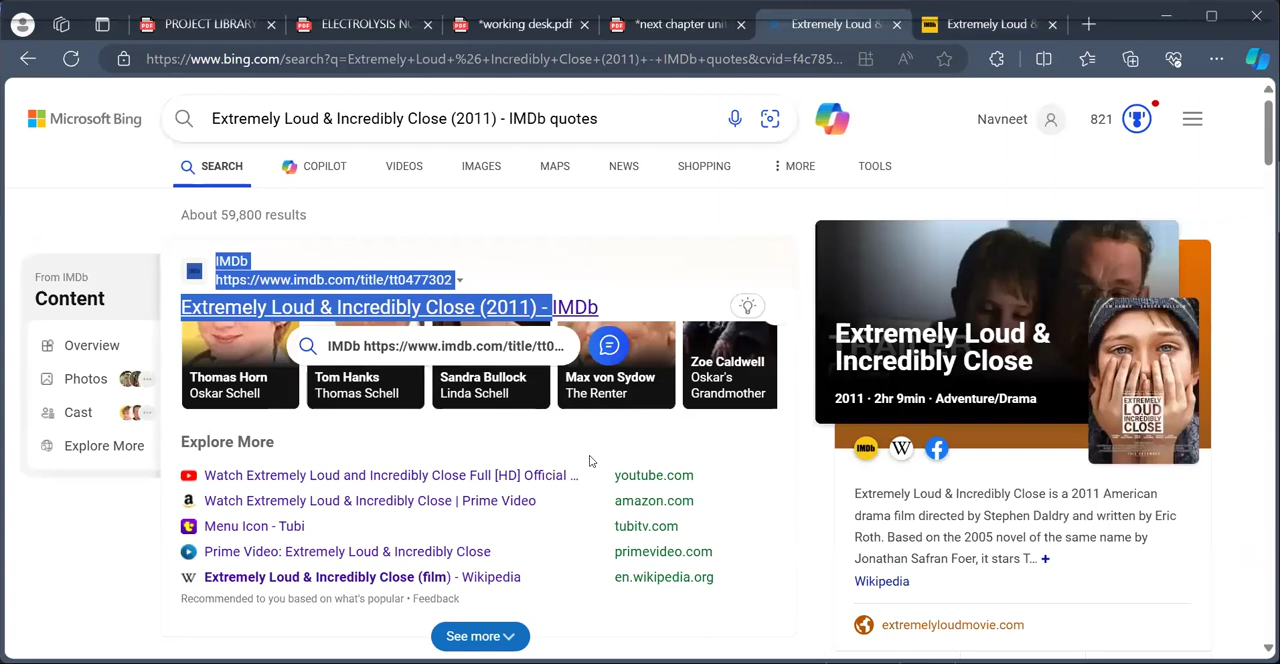 PROJECT LIBRARY
ELECTROLYSIS N
*working desk.pdf
*next chapter uni
Extremely Loud &
Extremely Loud &
https://www.bing.com/search?q=Extremely+Loud+%26+Incredibly+Close+(2011)+-+IMDb+quotes&cvid=f4c785...
Microsoft Bing
Extremely Loud & Incredibly Close (2011) - IMDb quotes
Navneet
821
SEARCH
COPILOT
VIDEOS
IMAGES
MAPS
NEWS
SHOPPING
MORE
TOOLS
About 59,800 results
From IMDb
Content
Overview
Photos
Cast
Explore More
IMDb
https://www.imdb.com/title/tt0477302
Extremely Loud & Incredibly Close (2011) - IMDb
IMDb https://www.imdb.com/title/tt0...
Thomas Horn
Oskar Schell
Tom Hanks
Thomas Schell
Sandra Bullock
Linda Schell
Max von Sydow
The Renter
Zoe Caldwell
Oskar's
Grandmother
Explore More
Watch Extremely Loud and Incredibly Close Full [HD] Official ...
youtube.com
Watch Extremely Loud & Incredibly Close | Prime Video
amazon.com
Menu Icon - Tubi
tubitv.com
Prime Video: Extremely Loud & Incredibly Close
primevideo.com
Extremely Loud & Incredibly Close (film) - Wikipedia
en.wikipedia.org
Recommended to you based on what's popular • Feedback
See more
Extremely Loud &
Incredibly Close
2011 · 2hr 9min · Adventure/Drama
EXTREMELY
LOUD
INCREDIBLY
CLOSE
IMDb
Extremely Loud & Incredibly Close is a 2011 American
drama film directed by Stephen Daldry and written by Eric
Roth. Based on the 2005 novel of the same name by
Jonathan Safran Foer, it stars T... +
Wikipedia
extremelyloudmovie.com